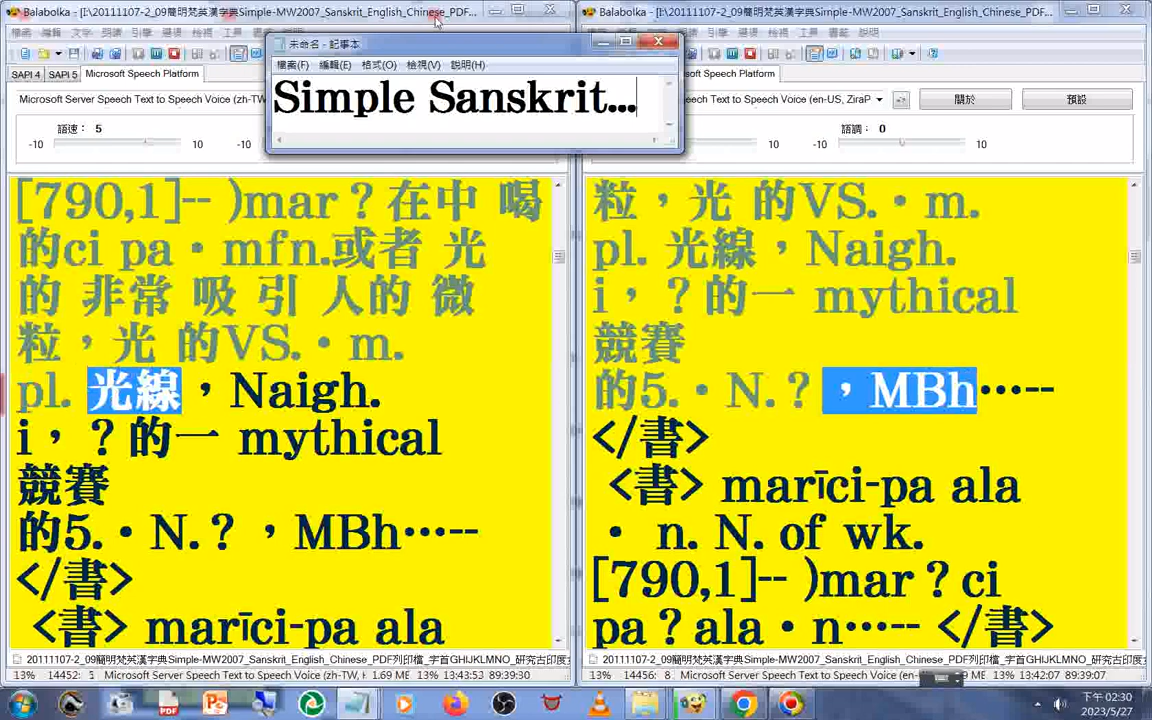 Balabolka - [I:\20111107-2_09簡明梵英漢字典Simple-MW2007_Sanskrit_English_Chinese_PDF...
Balabolka - [I:\20111107-2_09簡明梵英漢字典Simple-MW2007_Sanskrit_English_Chinese_PDF...
未命名 - 記事本
檔案(F) 編輯(E) 格式(O) 檢視(V) 說明(H)
Simple Sanskrit...
SAPI 4 SAPI 5 Microsoft Speech Platform
Microsoft Server Speech Text to Speech Voice (zh-TW,
語速： 5
-10 10 -10
[790,1]-- )mar？在中 喝
的ci pa‧mfn.或者 光
的 非常 吸 引 人的 微
粒，光 的VS.‧m.
pl. 光線，Naigh.
i，？的一 mythical
競賽
的5.‧N.？，MBh…--
</書>
<書> marīci-pa ala
20111107-2_09簡明梵英漢字典Simple-MW2007_Sanskrit_English_Chinese_PDF列印檔_字首GHIJKLMNO_研究古印度
13% 14452: 1. Microsoft Server Speech Text to Speech Voice (zh-TW, 1.69 ME 13% 13:43:53 89:39:30
Speech Platform
eech Text to Speech Voice (en-US, ZiraP 關於 預設
語調： 0
10 -10 10
粒，光 的VS.‧m.
pl. 光線，Naigh.
i，？的一 mythical
競賽
的5.‧N.？，MBh…--
</書>
<書> marīci-pa ala
‧ n. N. of wk.
[790,1]-- )mar？ci
pa？ala‧n…-- </書>
20111107-2_09簡明梵英漢字典Simple-MW2007_Sanskrit_English_Chinese_PDF列印檔_字首GHIJKLMNO_研究古印度
13% 14456: 8 Microsoft Server Speech Text to Speech Voice (en-US, 13% 13:42:07 89:39:07
下午 02:30
2023/5/27